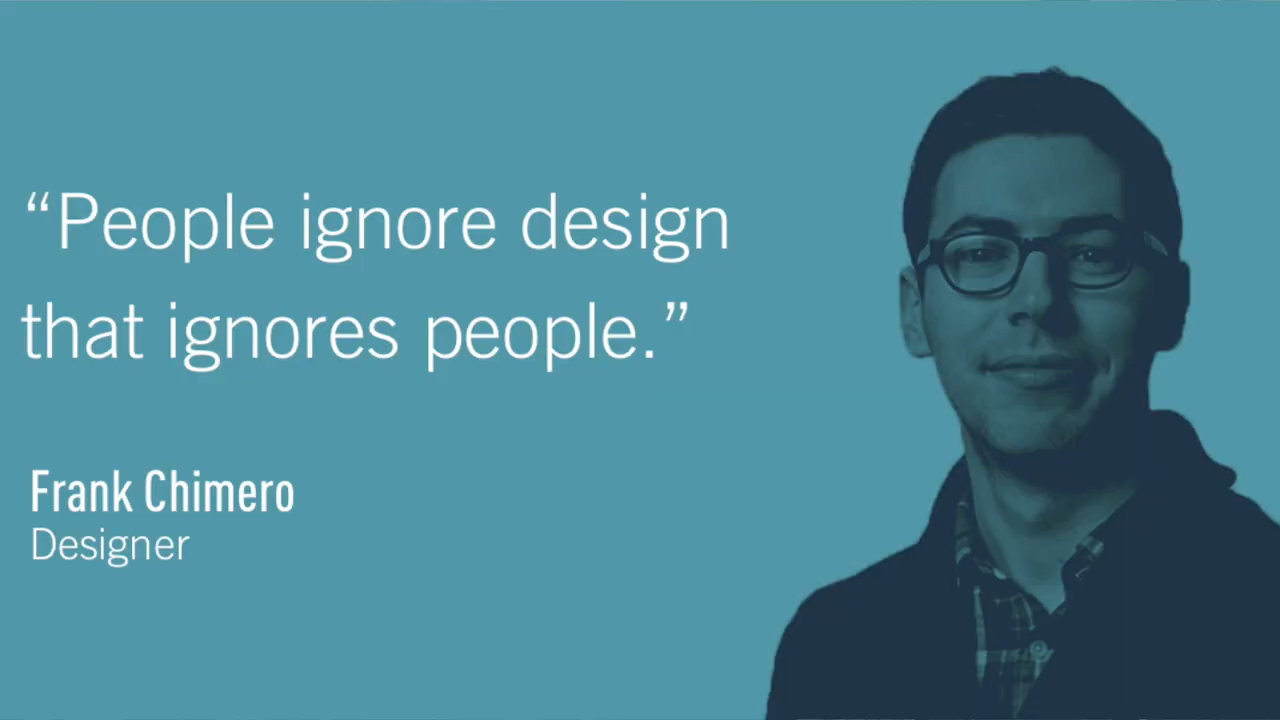 “People ignore design
that ignores people.”
Frank Chimero
Designer